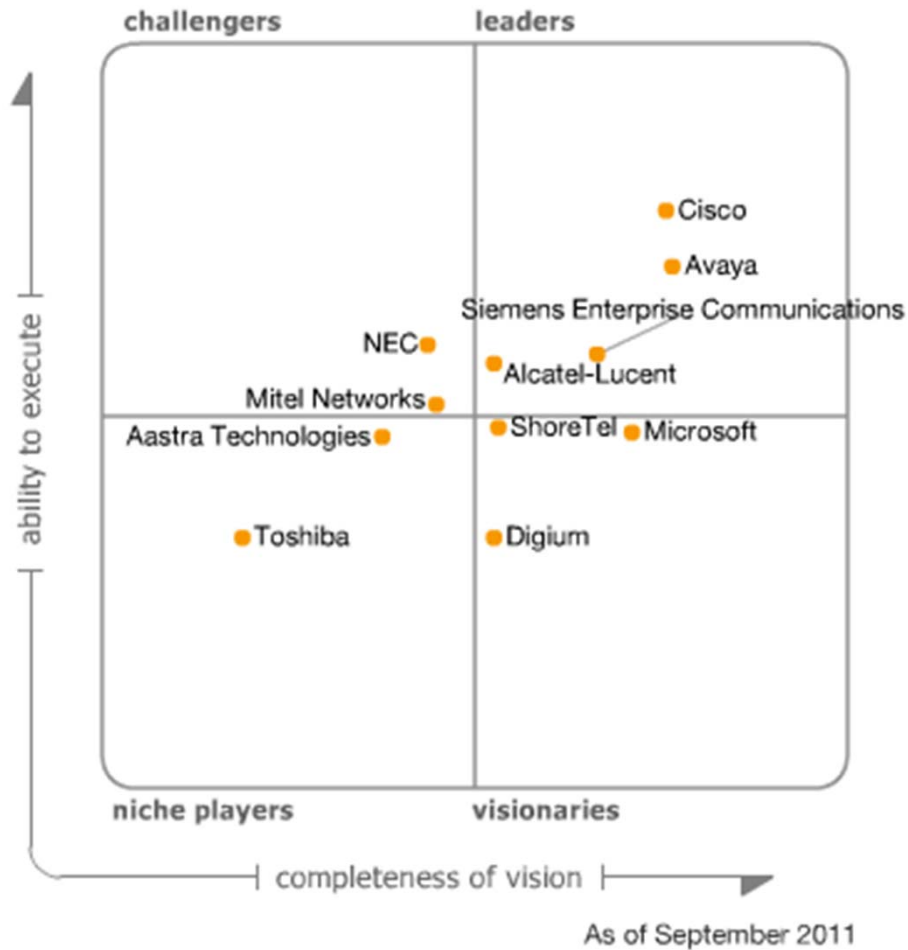 challengers
leaders
Cisco
Avaya
Siemens Enterprise Communications
NEC
Alcatel-Lucent
Mitel Networks
ShoreTel
Microsoft
Aastra Technologies
Toshiba
Digium
ability to execute
niche players
visionaries
completeness of vision
As of September 2011